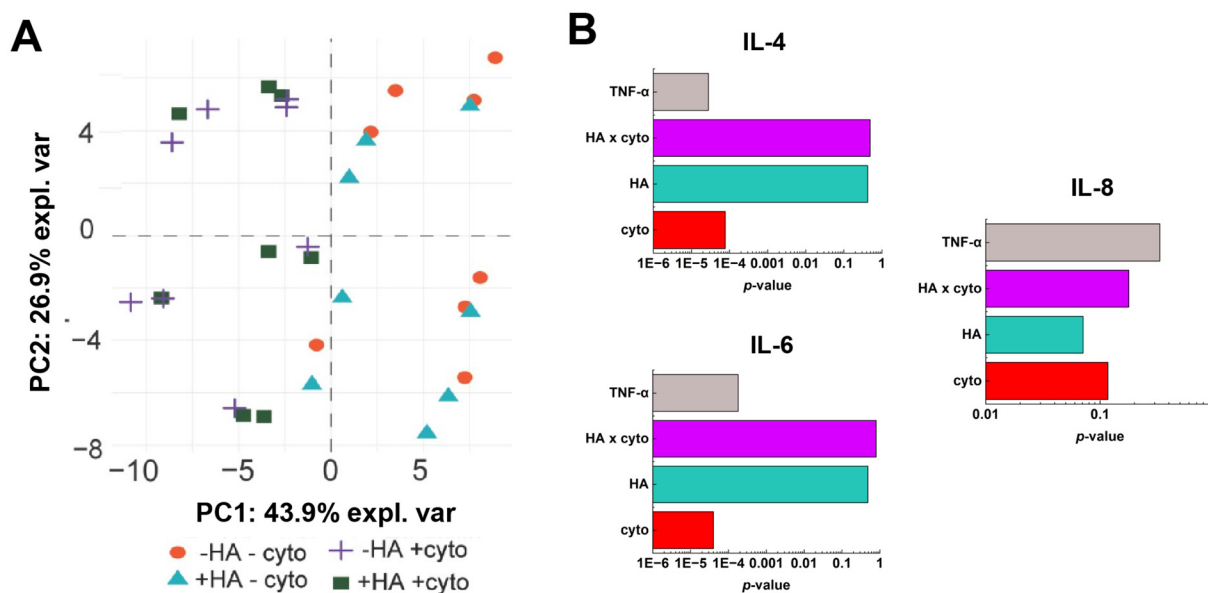 A
PC2: 26.9% expl. var
4
0
−4
−8
−10
−5
0
5
PC1: 43.9% expl. var
-HA - cyto
-HA +cyto
+HA - cyto
+HA +cyto
B
IL-4
TNF-α
HA x cyto
HA
cyto
1E-6 1E-5 1E-4 0.001 0.01 0.1 1
p-value
IL-6
TNF-α
HA x cyto
HA
cyto
1E-6 1E-5 1E-4 0.001 0.01 0.1 1
p-value
IL-8
TNF-α
HA x cyto
HA
cyto
0.01 0.1
p-value